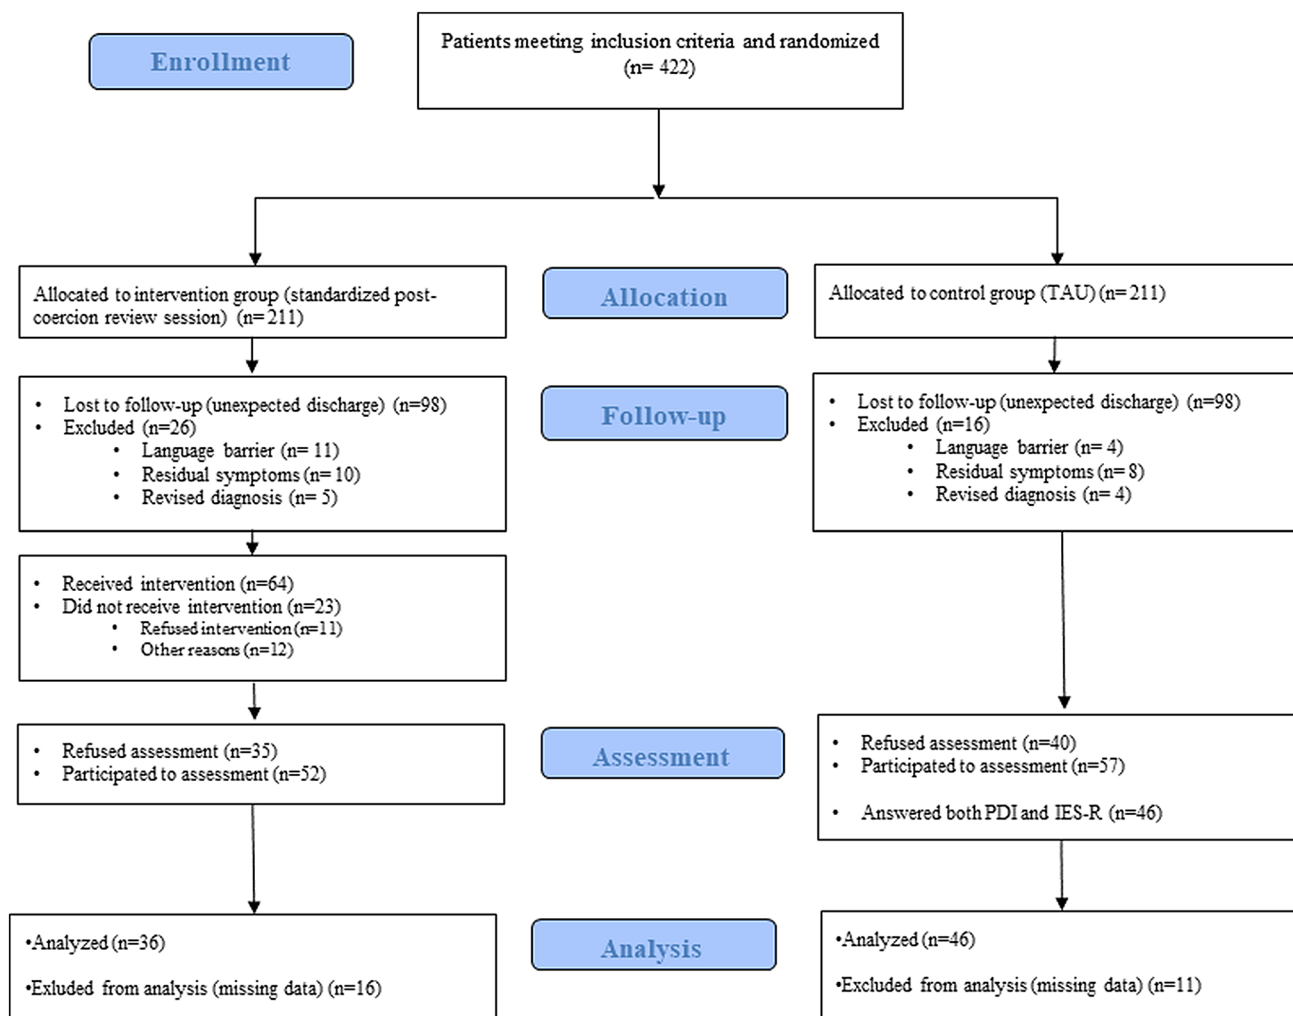 Enrollment
Patients meeting inclusion criteria and randomized
(n= 422)
Allocated to intervention group (standardized post-
coercion review session) (n= 211)
Allocation
Allocated to control group (TAU) (n= 211)
• Lost to follow-up (unexpected discharge) (n=98)
• Excluded (n=26)
• Language barrier (n= 11)
• Residual symptoms (n= 10)
• Revised diagnosis (n= 5)
Follow-up
• Lost to follow-up (unexpected discharge) (n=98)
• Excluded (n=16)
• Language barrier (n= 4)
• Residual symptoms (n= 8)
• Revised diagnosis (n= 4)
• Received intervention (n=64)
• Did not receive intervention (n=23)
• Refused intervention (n=11)
• Other reasons (n=12)
• Refused assessment (n=35)
• Participated to assessment (n=52)
Assessment
• Refused assessment (n=40)
• Participated to assessment (n=57)
• Answered both PDI and IES-R (n=46)
•Analyzed (n=36)
•Exluded from analysis (missing data) (n=16)
Analysis
•Analyzed (n=46)
•Excluded from analysis (missing data) (n=11)